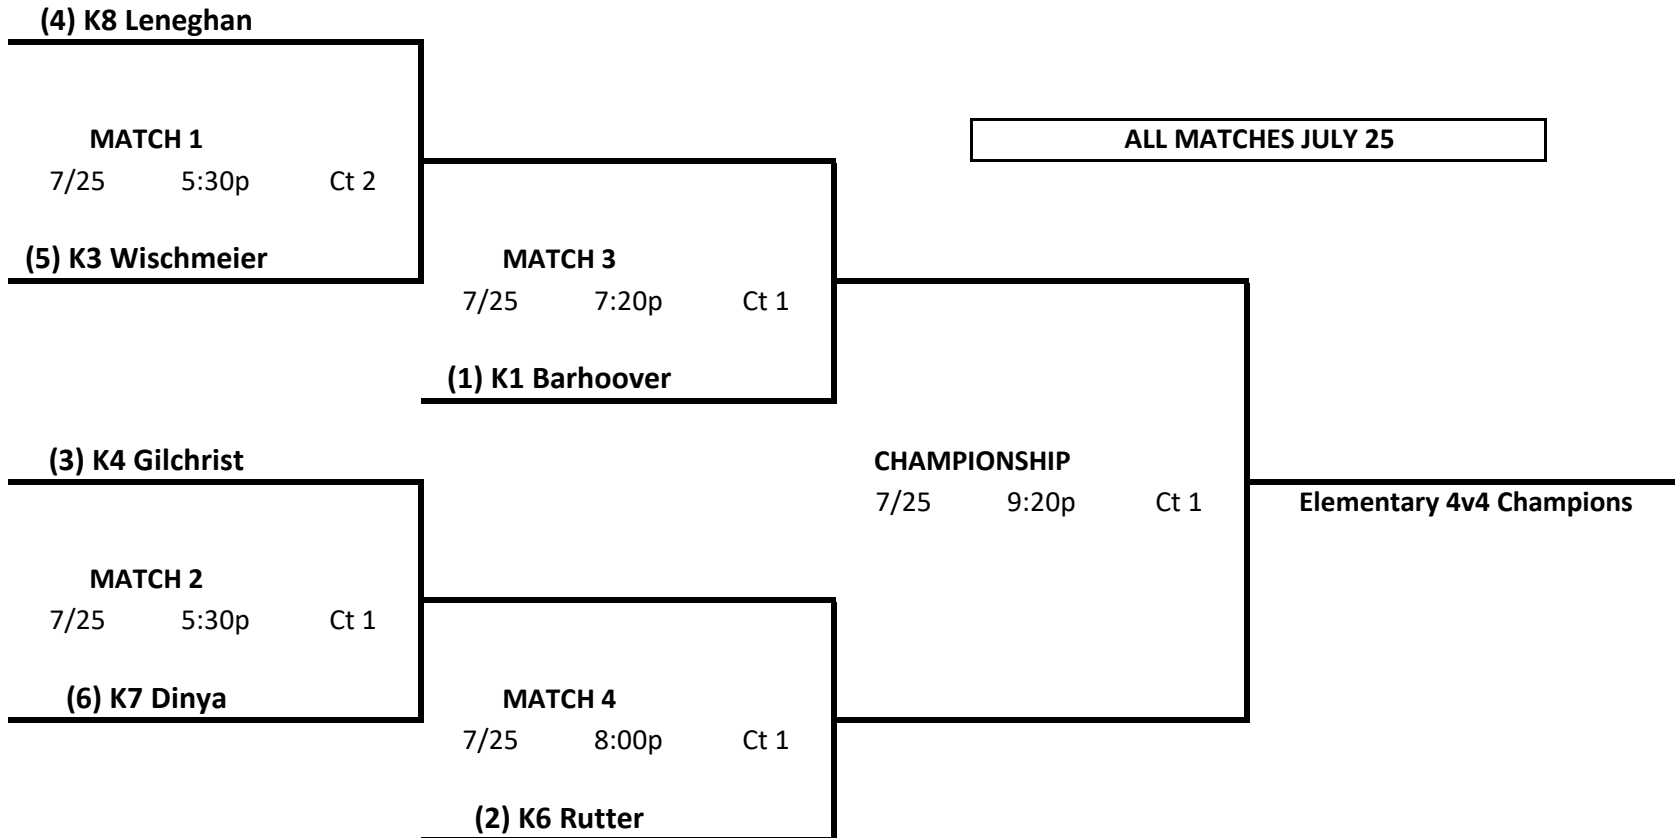 (4) K8 Leneghan
MATCH 1
7/25 5:30p Ct 2
(5) K3 Wischmeier
ALL MATCHES JULY 25
MATCH 3
7/25 7:20p Ct 1
(1) K1 Barhoover
(3) K4 Gilchrist
MATCH 2
7/25 5:30p Ct 1
(6) K7 Dinya
MATCH 4
7/25 8:00p Ct 1
(2) K6 Rutter
CHAMPIONSHIP
7/25 9:20p Ct 1
Elementary 4v4 Champions